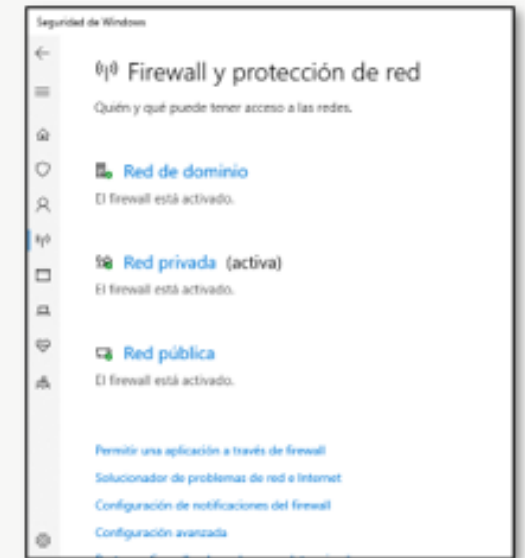 Seguridad de Windows
Firewall y protección de red
Quién y qué puede tener acceso a las redes.
Red de dominio
El firewall está activado.
Red privada (activa)
El firewall está activado.
Red pública
El firewall está activado.
Permitir una aplicación a través de firewall
Solucionador de problemas de red e Internet
Configuración de notificaciones del firewall
Configuración avanzada